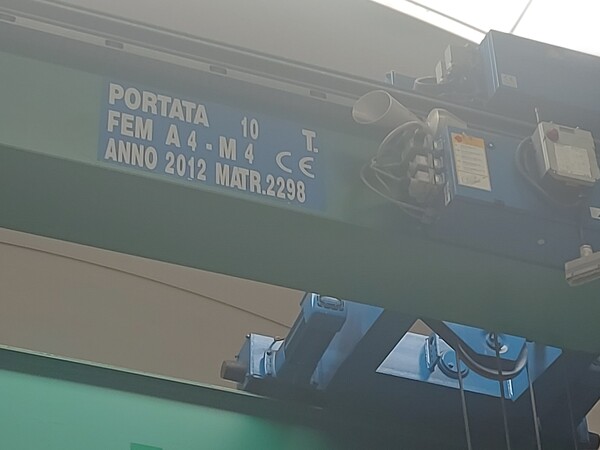 PORTATA 10 T.
FEM A 4 - M 4 CE
ANNO 2012 MATR.2298